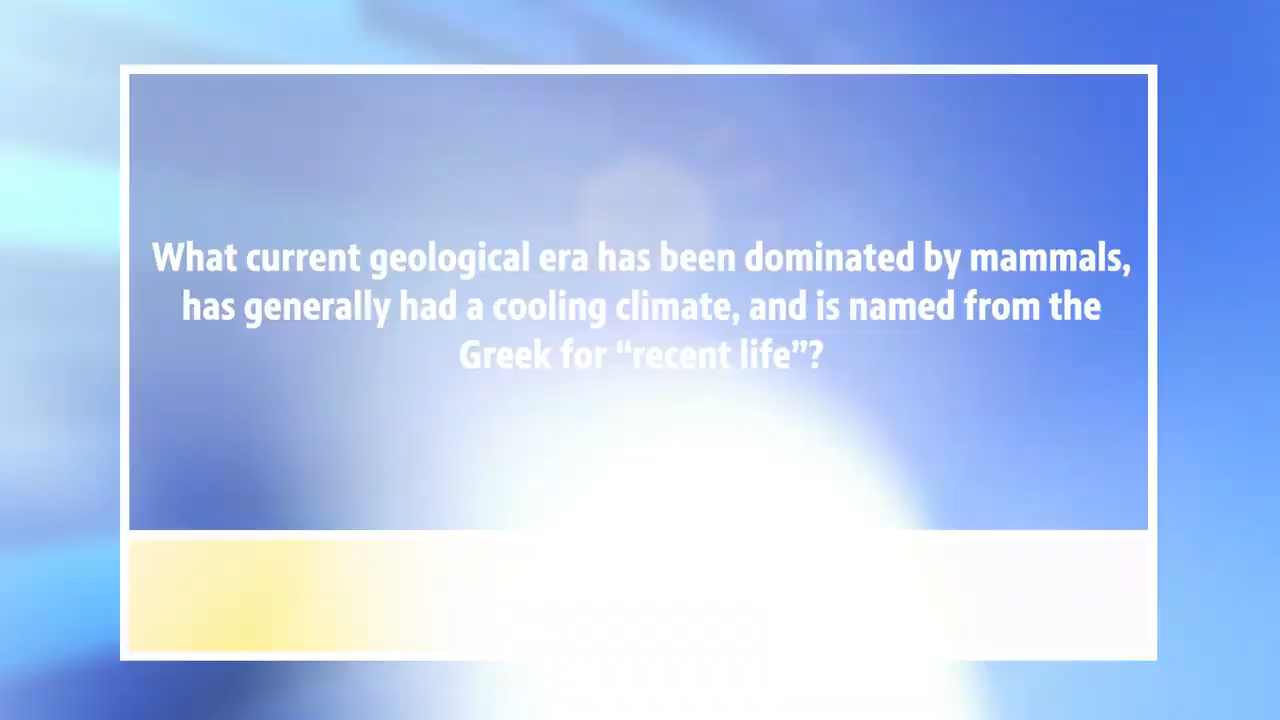 What current geological era has been dominated by mammals,
has generally had a cooling climate, and is named from the
Greek for “recent life”?